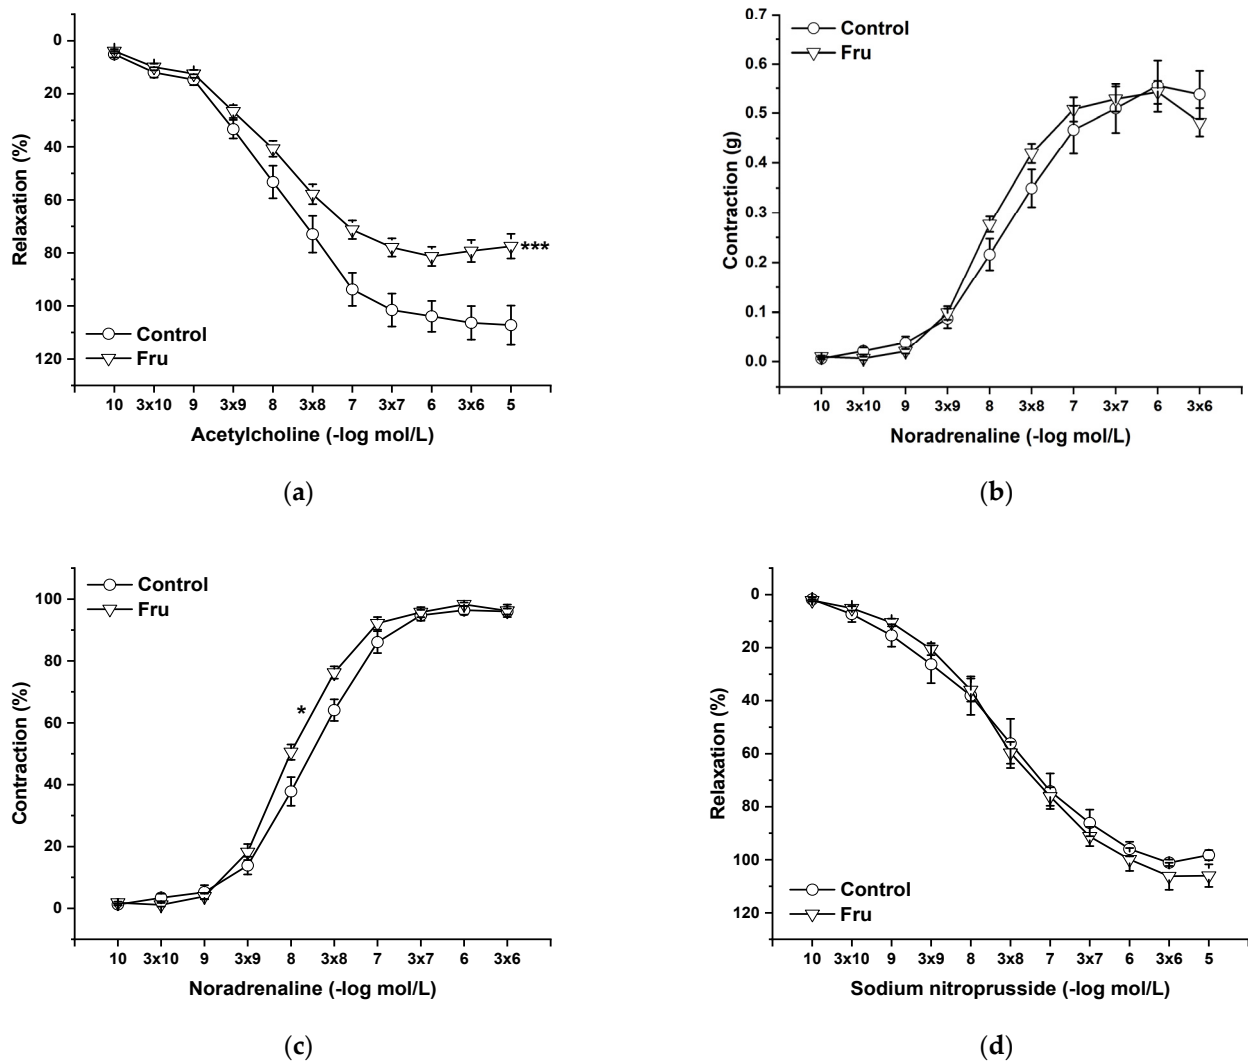 0
20
40
60
80
100
120
Relaxation (%)
***
Control
Fru
10 3x10 9 3x9 8 3x8 7 3x7 6 3x6 5
Acetylcholine (-log mol/L)
(a)
0.7
0.6
0.5
0.4
0.3
0.2
0.1
0.0
Contraction (g)
Control
Fru
10 3x10 9 3x9 8 3x8 7 3x7 6 3x6
Noradrenaline (-log mol/L)
(b)
100
80
60
40
20
0
Contraction (%)
Control
Fru
*
10 3x10 9 3x9 8 3x8 7 3x7 6 3x6
Noradrenaline (-log mol/L)
(c)
0
20
40
60
80
100
120
Relaxation (%)
Control
Fru
10 3x10 9 3x9 8 3x8 7 3x7 6 3x6 5
Sodium nitroprusside (-log mol/L)
(d)